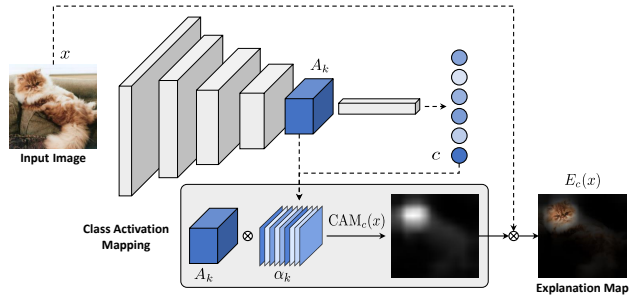 x
A_k
Input Image
c
E_c(x)
Class Activation
Mapping
CAM_c(x)
A_k
α_k
Explanation Map